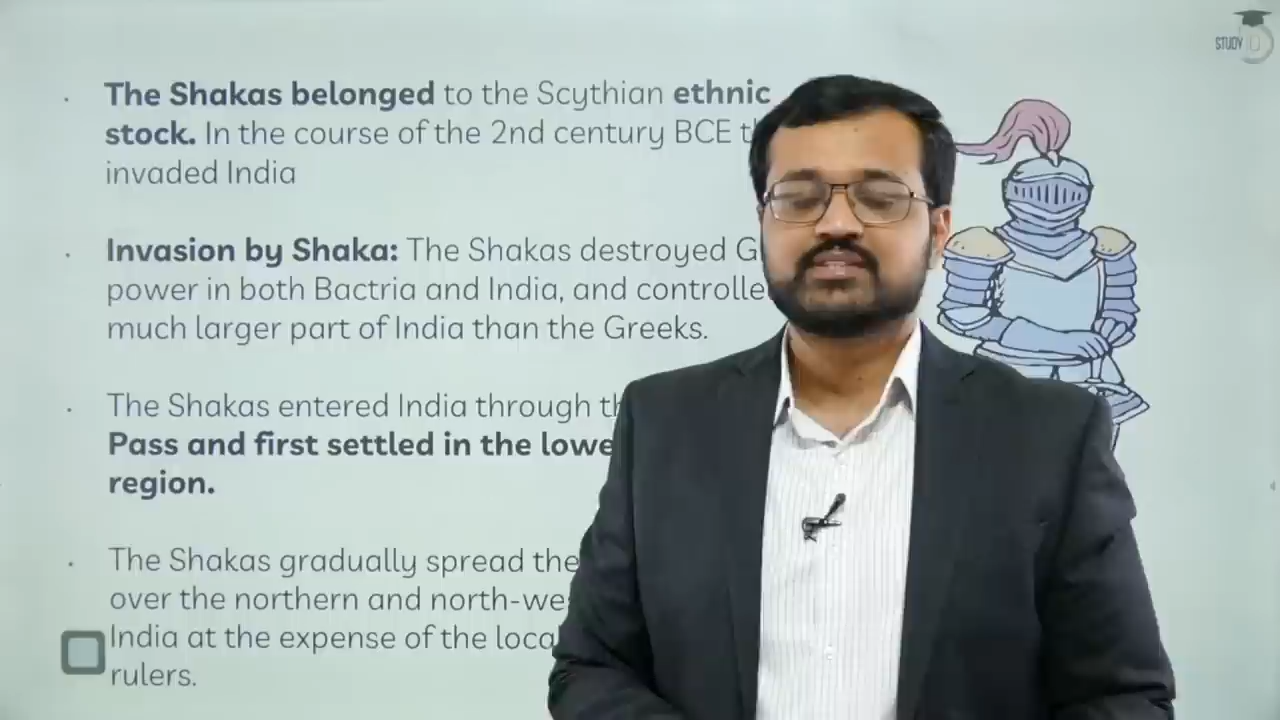 STUDY
The Shakas belonged to the Scythian ethnic
stock. In the course of the 2nd century BCE
invaded India
Invasion by Shaka: The Shakas destroyed
power in both Bactria and India, and
much larger part of India than the Greeks.
The Shakas entered India through
Pass and first settled in the
region.
The Shakas gradually spread
over the northern and
India at the expense of the
rulers.